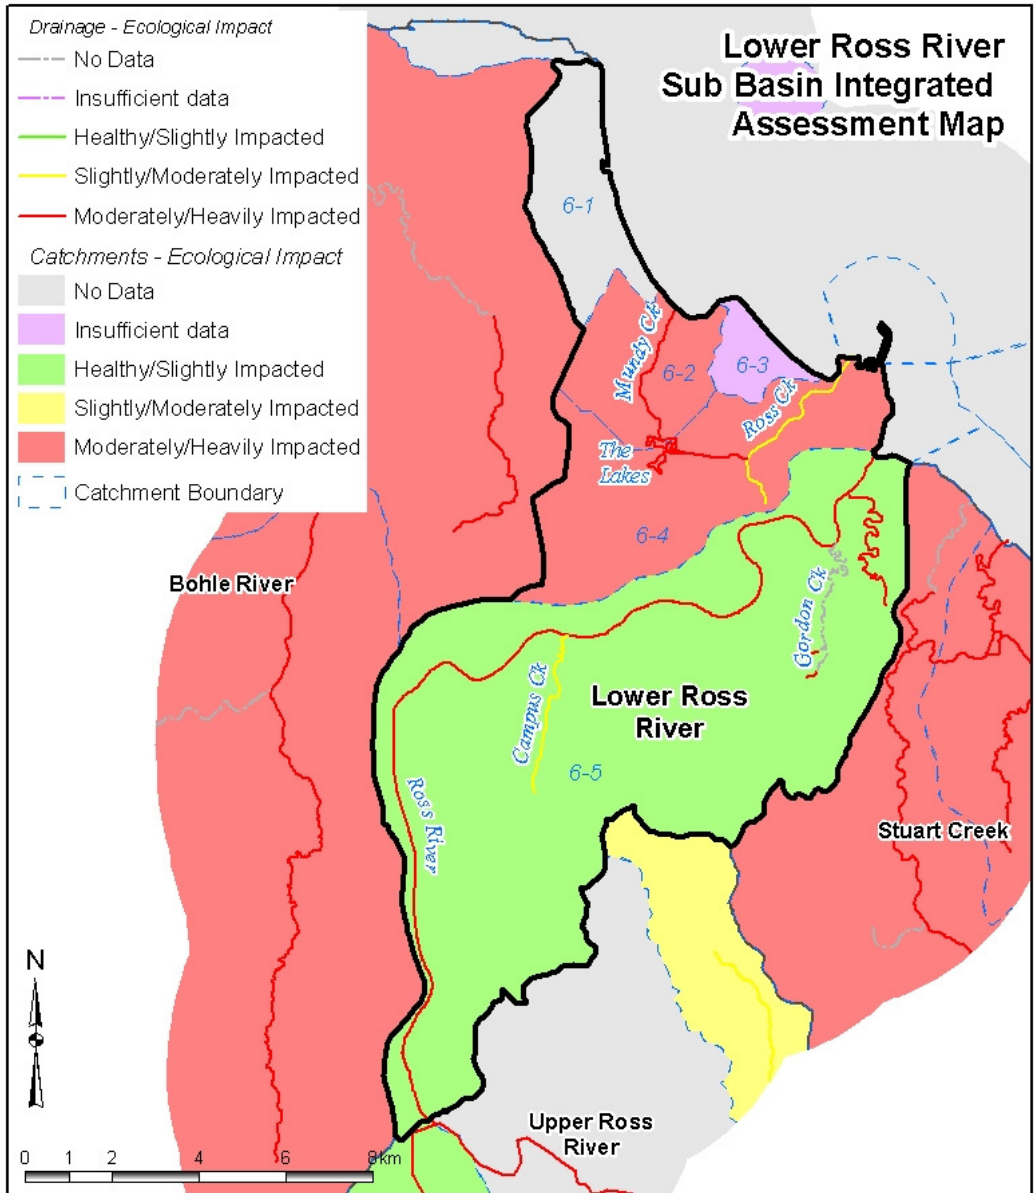 Drainage - Ecological Impact
No Data
Insufficient data
Healthy/Slightly Impacted
Slightly/Moderately Impacted
Moderately/Heavily Impacted
Catchments - Ecological Impact
No Data
Insufficient data
Healthy/Slightly Impacted
Slightly/Moderately Impacted
Moderately/Heavily Impacted
Catchment Boundary
Lower Ross River
Sub Basin Integrated
Assessment Map
6-1
Mundy Ck
6-2
6-3
Ross Ck
The
Lakes
6-4
Bohle River
Gordon Ck
Campus Ck
Lower Ross
River
6-5
Ross River
Stuart Creek
N
Upper Ross
River
0 1 2 4 6 8km